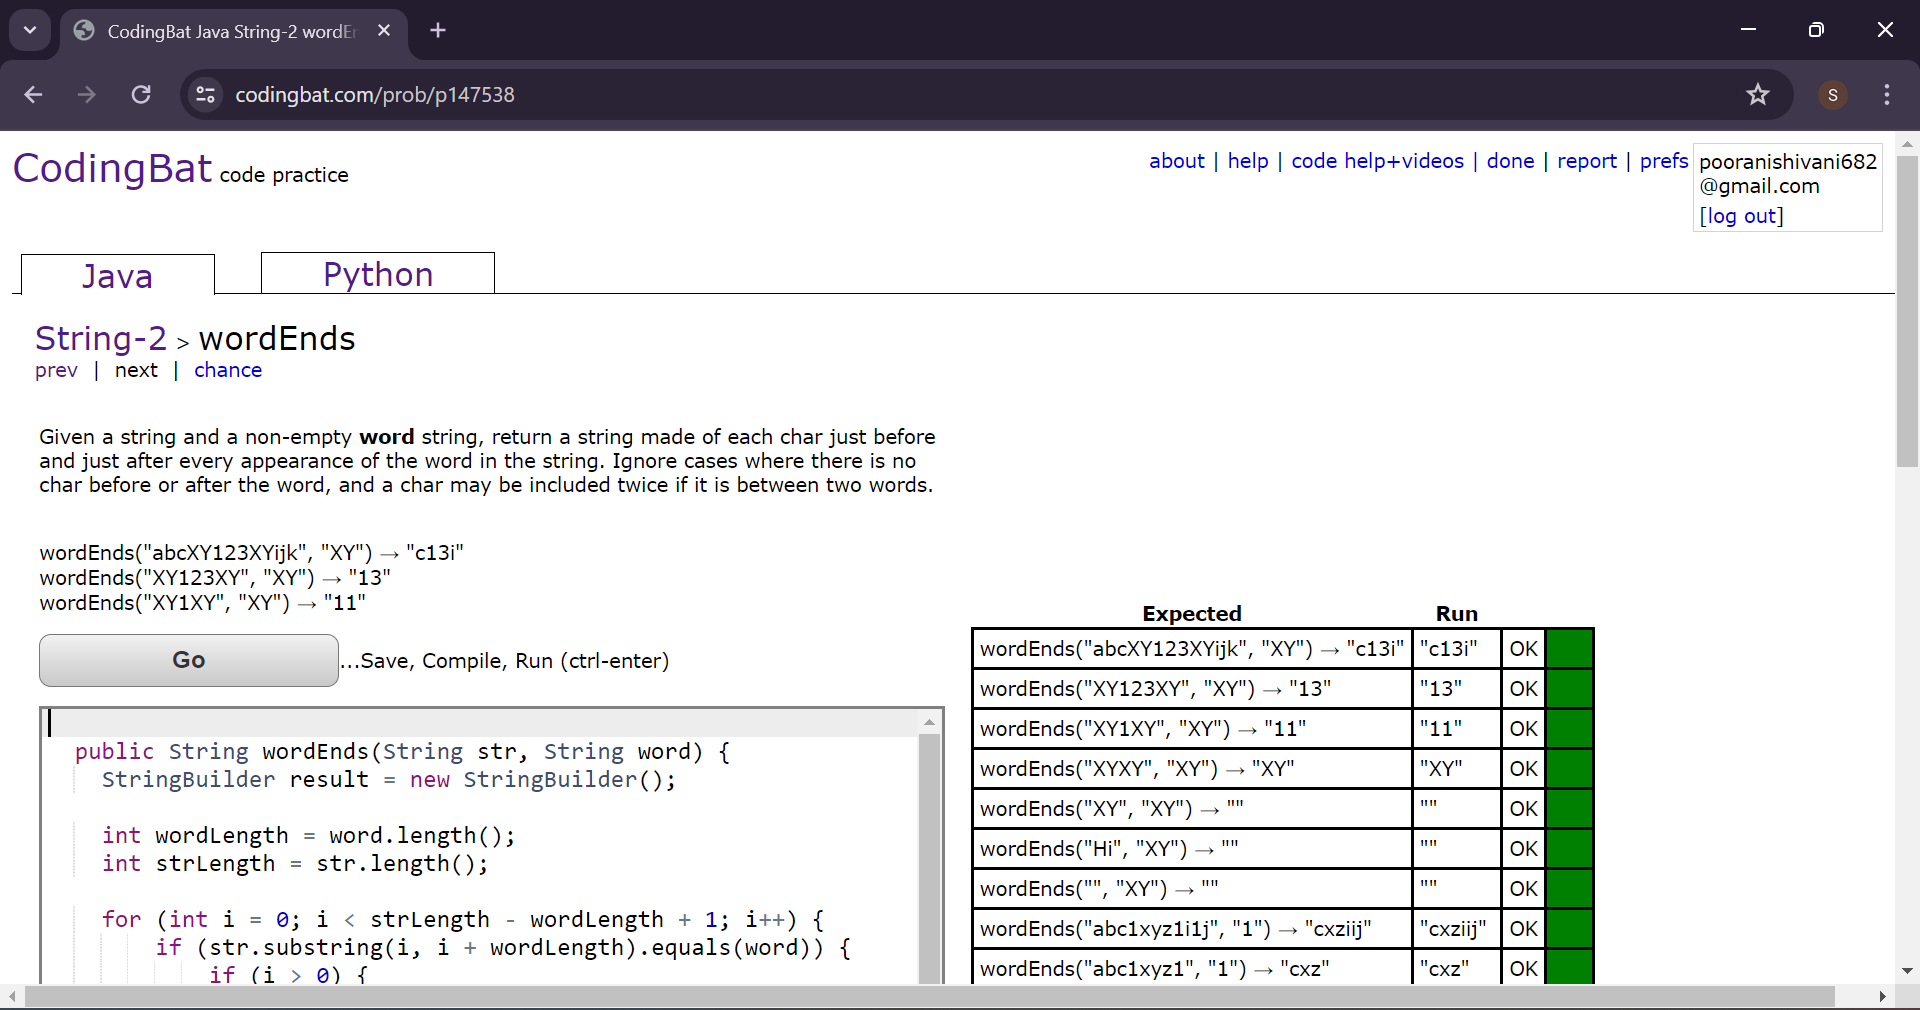 CodingBat Java String-2 wordEn
codingbat.com/prob/p147538
S
CodingBat code practice
about | help | code help+videos | done | report | prefs
pooranishivani682
@gmail.com
[log out]
Java
Python
String-2 > wordEnds
prev | next | chance
Given a string and a non-empty word string, return a string made of each char just before
and just after every appearance of the word in the string. Ignore cases where there is no
char before or after the word, and a char may be included twice if it is between two words.
wordEnds("abcXY123XYijk", "XY") → "c13i"
wordEnds("XY123XY", "XY") → "13"
wordEnds("XY1XY", "XY") → "11"
Go ...Save, Compile, Run (ctrl-enter)
public String wordEnds(String str, String word) {
StringBuilder result = new StringBuilder();
int wordLength = word.length();
int strLength = str.length();
for (int i = 0; i < strLength - wordLength + 1; i++) {
if (str.substring(i, i + wordLength).equals(word)) {
if (i > 0) {
Expected Run
wordEnds("abcXY123XYijk", "XY") → "c13i" "c13i" OK
wordEnds("XY123XY", "XY") → "13" "13" OK
wordEnds("XY1XY", "XY") → "11" "11" OK
wordEnds("XYXY", "XY") → "XY" "XY" OK
wordEnds("XY", "XY") → "" "" OK
wordEnds("Hi", "XY") → "" "" OK
wordEnds("", "XY") → "" "" OK
wordEnds("abc1xyz1i1j", "1") → "cxziij" "cxziij" OK
wordEnds("abc1xyz1", "1") → "cxz" "cxz" OK